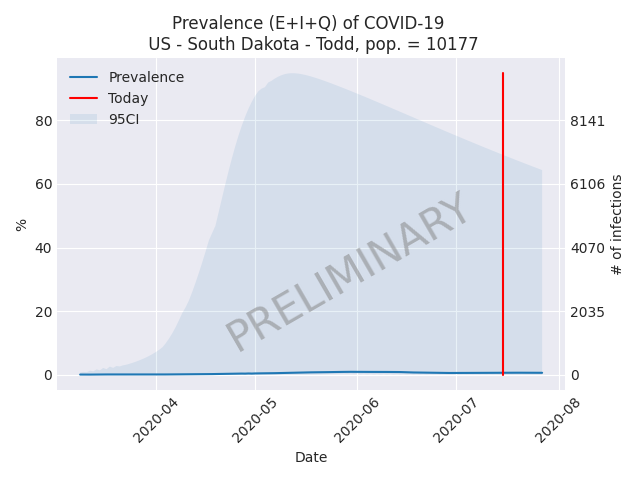 Prevalence (E+I+Q) of COVID-19
US - South Dakota - Todd, pop. = 10177
Prevalence
Today
95CI
%
80
60
40
20
0
8141
6106
4070
2035
0
# of infections
PRELIMINARY
2020-04
2020-05
2020-06
2020-07
2020-08
Date